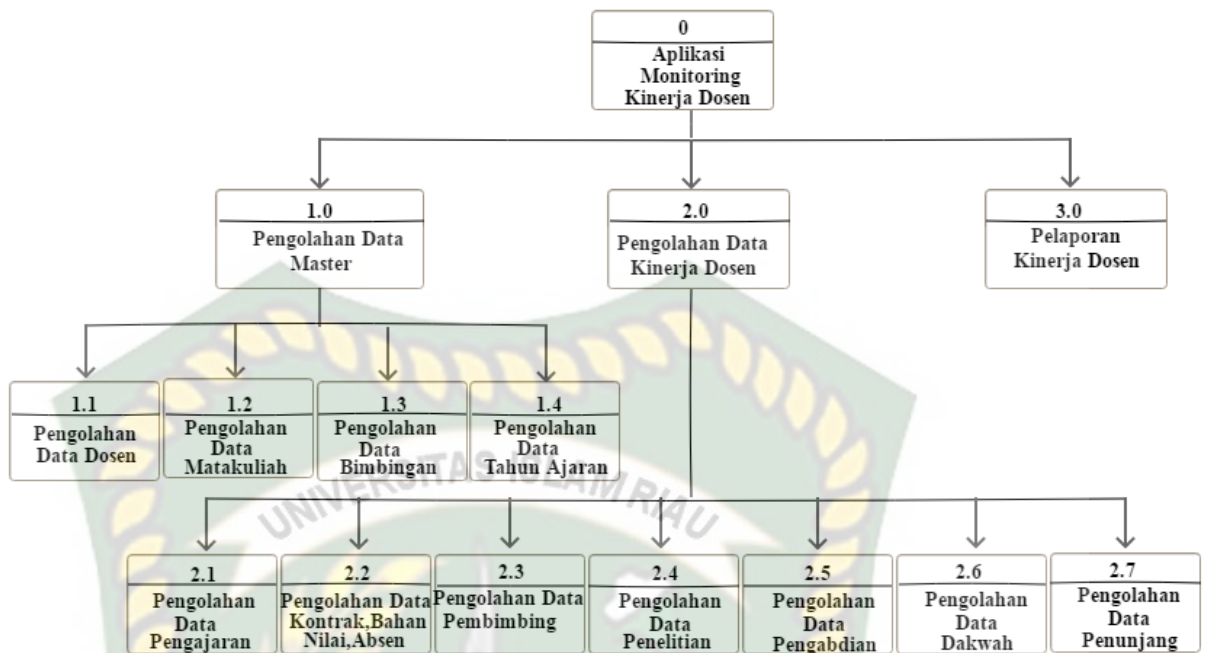 0
Aplikasi
Monitoring
Kinerja Dosen
1.0
Pengolahan Data
Master
2.0
Pengolahan Data
Kinerja Dosen
3.0
Pelaporan
Kinerja Dosen
1.1
Pengolahan
Data Dosen
1.2
Pengolahan
Data
Matakuliah
1.3
Pengolahan
Data
Bimbingan
1.4
Pengolahan
Data
Tahun Ajaran
UNIVERSITAS ISLAM RIAU
2.1
Pengolahan
Data
Pengajaran
2.2
Pengolahan Data
Kontrak,Bahan
Nilai,Absen
2.3
Pengolahan Data
Pembimbing
2.4
Pengolahan
Data
Penelitian
2.5
Pengolahan
Data
Pengabdian
2.6
Pengolahan
Data
Dakwah
2.7
Pengolahan
Data
Penunjang